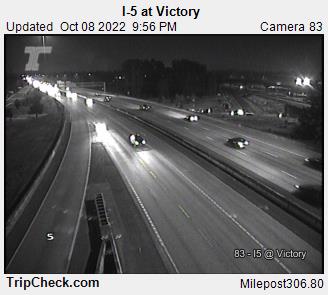 I-5 at Victory
Updated Oct 08 2022 9:56 PM Camera 83
S
83 - I5 @ Victory
TripCheck.com Milepost306.80